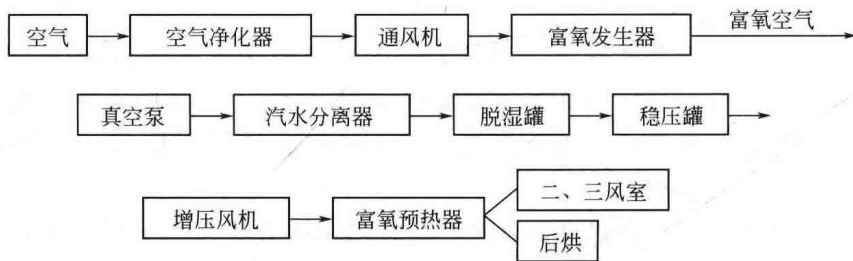 空气 空气净化器 通风机 富氧发生器 富氧空气
真空泵 汽水分离器 脱湿罐 稳压罐
增压风机 富氧预热器 二、三风室
后烘